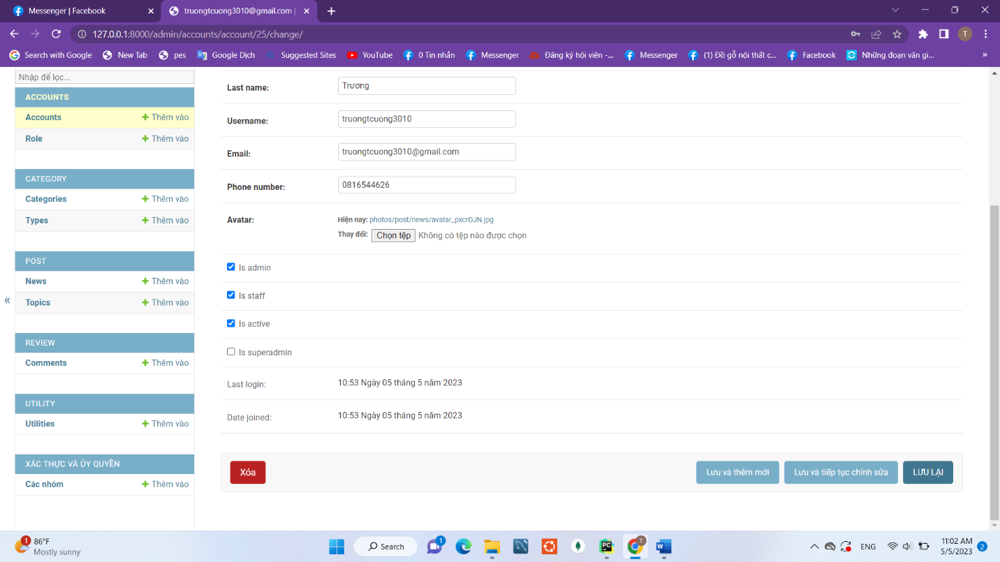 Messenger | Facebook
truongtcuong3010@gmail.com |
127.0.0.1:8000/admin/accounts/account/25/change/
T
Search with Google
New Tab
pes
Google Dịch
Suggested Sites
YouTube
0 Tin nhắn
Messenger
Đăng ký hội viên -...
Messenger
(1) Đồ gỗ nội thất c...
Facebook
Những đoạn văn gi...
»
Nhập để lọc...
ACCOUNTS
Accounts
Thêm vào
Role
Thêm vào
CATEGORY
Categories
Thêm vào
Types
Thêm vào
POST
News
Thêm vào
Topics
Thêm vào
«
REVIEW
Comments
Thêm vào
UTILITY
Utilities
Thêm vào
XÁC THỰC VÀ ỦY QUYỀN
Các nhóm
Thêm vào
Last name:
Trương
Username:
truongtcuong3010
Email:
truongtcuong3010@gmail.com
Phone number:
0816544626
Avatar:
Hiện nay: photos/post/news/avatar_pxcrDJN.jpg
Thay đổi: Chọn tệp Không có tệp nào được chọn
Is admin
Is staff
Is active
Is superadmin
Last login:
10:53 Ngày 05 tháng 5 năm 2023
Date joined:
10:53 Ngày 05 tháng 5 năm 2023
Xóa
Lưu và thêm mới
Lưu và tiếp tục chỉnh sửa
LƯU LẠI
1
86°F
Mostly sunny
Search
1
PC
T
W
ENG
11:02 AM
5/5/2023
2